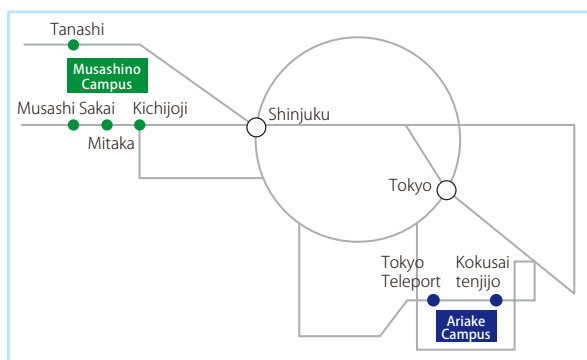 Tanashi
Musashino
Campus
Musashi Sakai
Kichijoji
Mitaka
Shinjuku
Tokyo
Tokyo
Teleport
Kokusai
tenjijo
Ariake
Campus